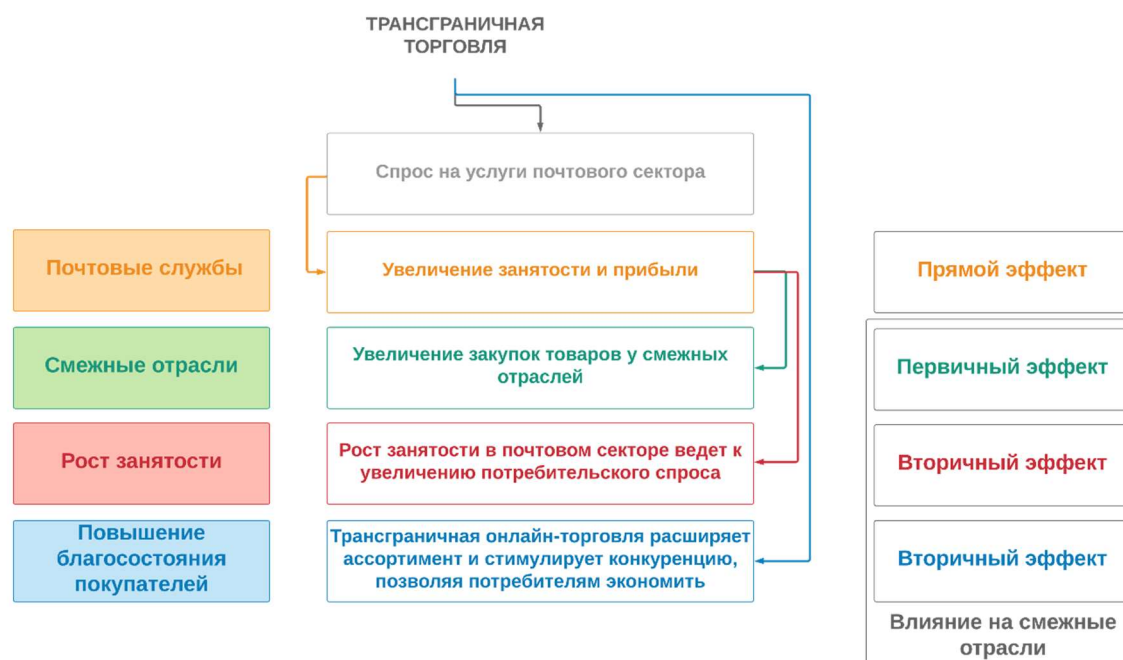 ТРАНСГРАНИЧНАЯ
ТОРГОВЛЯ
Спрос на услуги почтового сектора
Почтовые службы
Увеличение занятости и прибыли
Прямой эффект
Смежные отрасли
Увеличение закупок товаров у смежных
отраслей
Первичный эффект
Рост занятости
Рост занятости в почтовом секторе ведет к
увеличению потребительского спроса
Вторичный эффект
Повышение
благосостояния
покупателей
Трансграничная онлайн-торговля расширяет
ассортимент и стимулирует конкуренцию,
позволяя потребителям экономить
Вторичный эффект
Влияние на смежные
отрасли